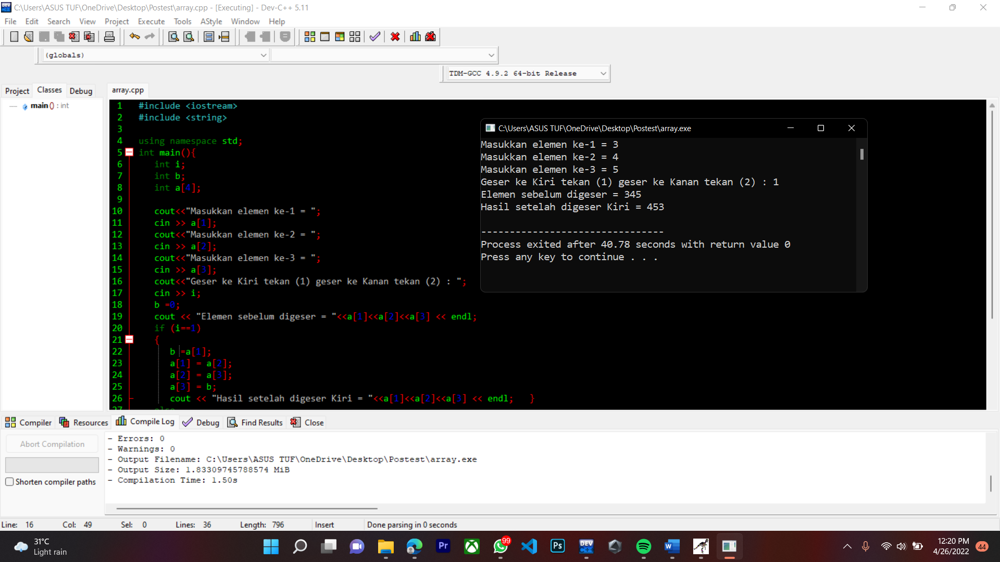 C:\Users\ASUS TUF\OneDrive\Desktop\Postest\array.cpp - [Executing] - Dev-C++ 5.11
File Edit Search View Project Execute Tools AStyle Window Help
(globals)
TDM-GCC 4.9.2 64-bit Release
Project Classes Debug
array.cpp
main () : int
1 #include <iostream>
2 #include <string>
3
4 using namespace std;
5 int main(){
6 int i;
7 int b;
8 int a[4];
9
10 cout<<"Masukkan elemen ke-1 = ";
11 cin >> a[1];
12 cout<<"Masukkan elemen ke-2 = ";
13 cin >> a[2];
14 cout<<"Masukkan elemen ke-3 = ";
15 cin >> a[3];
16 cout<<"Geser ke Kiri tekan (1) geser ke Kanan tekan (2) : ";
17 cin >> i;
18 b =0;
19 cout << "Elemen sebelum digeser = "<<a[1]<<a[2]<<a[3] << endl;
20 if (i==1)
21 {
22 b =a[1];
23 a[1] = a[2];
24 a[2] = a[3];
25 a[3] = b;
26 cout << "Hasil setelah digeser Kiri = "<<a[1]<<a[2]<<a[3] << endl; }
27 else
C:\Users\ASUS TUF\OneDrive\Desktop\Postest\array.exe
Masukkan elemen ke-1 = 3
Masukkan elemen ke-2 = 4
Masukkan elemen ke-3 = 5
Geser ke Kiri tekan (1) geser ke Kanan tekan (2) : 1
Elemen sebelum digeser = 345
Hasil setelah digeser Kiri = 453
--------------------------------
Process exited after 40.78 seconds with return value 0
Press any key to continue . . .
Compiler Resources Compile Log Debug Find Results Close
Abort Compilation
Shorten compiler paths
- Errors: 0
- Warnings: 0
- Output Filename: C:\Users\ASUS TUF\OneDrive\Desktop\Postest\array.exe
- Output Size: 1.83309745788574 MiB
- Compilation Time: 1.50s
Line: 16 Col: 49 Sel: 0 Lines: 36 Length: 796 Insert Done parsing in 0 seconds
31°C
Light rain
Pr
99
Ps
DEV
W
12:20 PM
4/26/2022
44